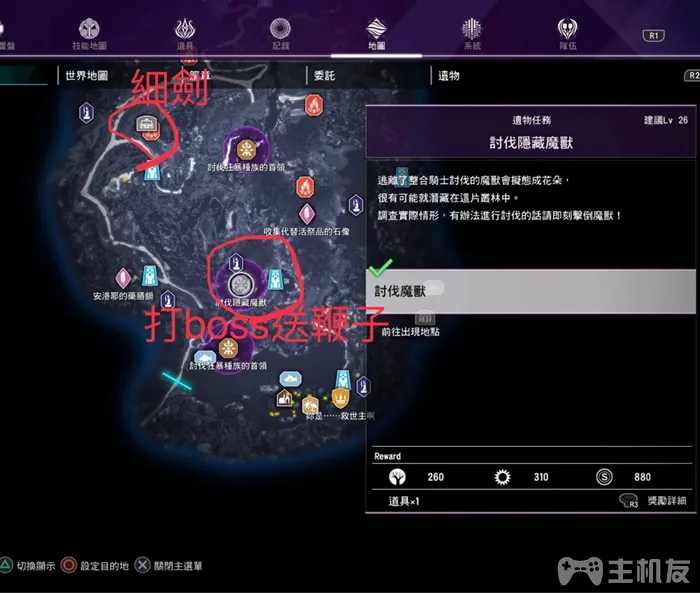 技能地圖
道具
記錄
地圖
系統
隊伍
R1
世界地圖
委託
遺物
R2
細劍
遺物任務
建議Lv 26
討伐隱藏魔獸
逃離了整合騎士討伐的魔獸會擬態成花朵，
很有可能就潛藏在這片叢林中。
調查實際情形，有辦法進行討伐的話請即刻擊倒魔獸！
討伐狂暴種族的首領
收集代替活祭品的石像
安洛耶的藥膳鍋
討伐隱藏魔獸
討伐魔獸
打boss送鞭子
前往出現地點
討伐狂暴種族的首領
妳是……救世主啊
Reward
260
310
880
道具×1
R3
獎勵詳細
切換顯示
設定目的地
關閉主選單
主机友